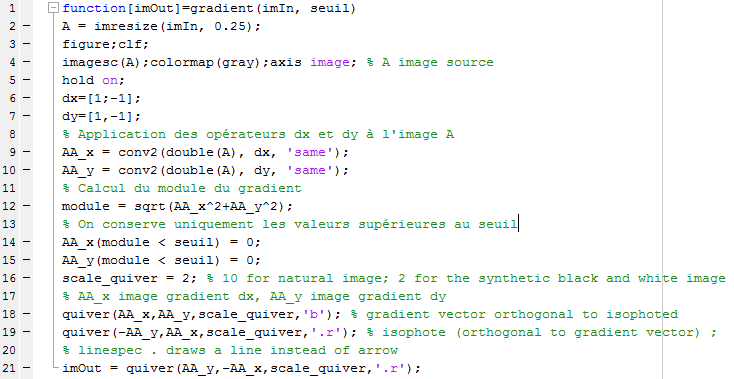 1 function[imOut]=gradient(imIn, seuil)
2 A = imresize(imIn, 0.25);
3 figure;clf;
4 imagesc(A);colormap(gray);axis image; % A image source
5 hold on;
6 dx=[1;-1];
7 dy=[1,-1];
8 % Application des opérateurs dx et dy à l'image A
9 AA_x = conv2(double(A), dx, 'same');
10 AA_y = conv2(double(A), dy, 'same');
11 % Calcul du module du gradient
12 module = sqrt(AA_x^2+AA_y^2);
13 % On conserve uniquement les valeurs supérieures au seuil
14 AA_x(module < seuil) = 0;
15 AA_y(module < seuil) = 0;
16 scale_quiver = 2; % 10 for natural image; 2 for the synthetic black and white image
17 % AA_x image gradient dx, AA_y image gradient dy
18 quiver(AA_x,AA_y,scale_quiver,'b'); % gradient vector orthogonal to isophoted
19 quiver(-AA_y,AA_x,scale_quiver,'.r'); % isophote (orthogonal to gradient vector) ;
20 % linespec . draws a line instead of arrow
21 imOut = quiver(AA_y,-AA_x,scale_quiver,'.r');